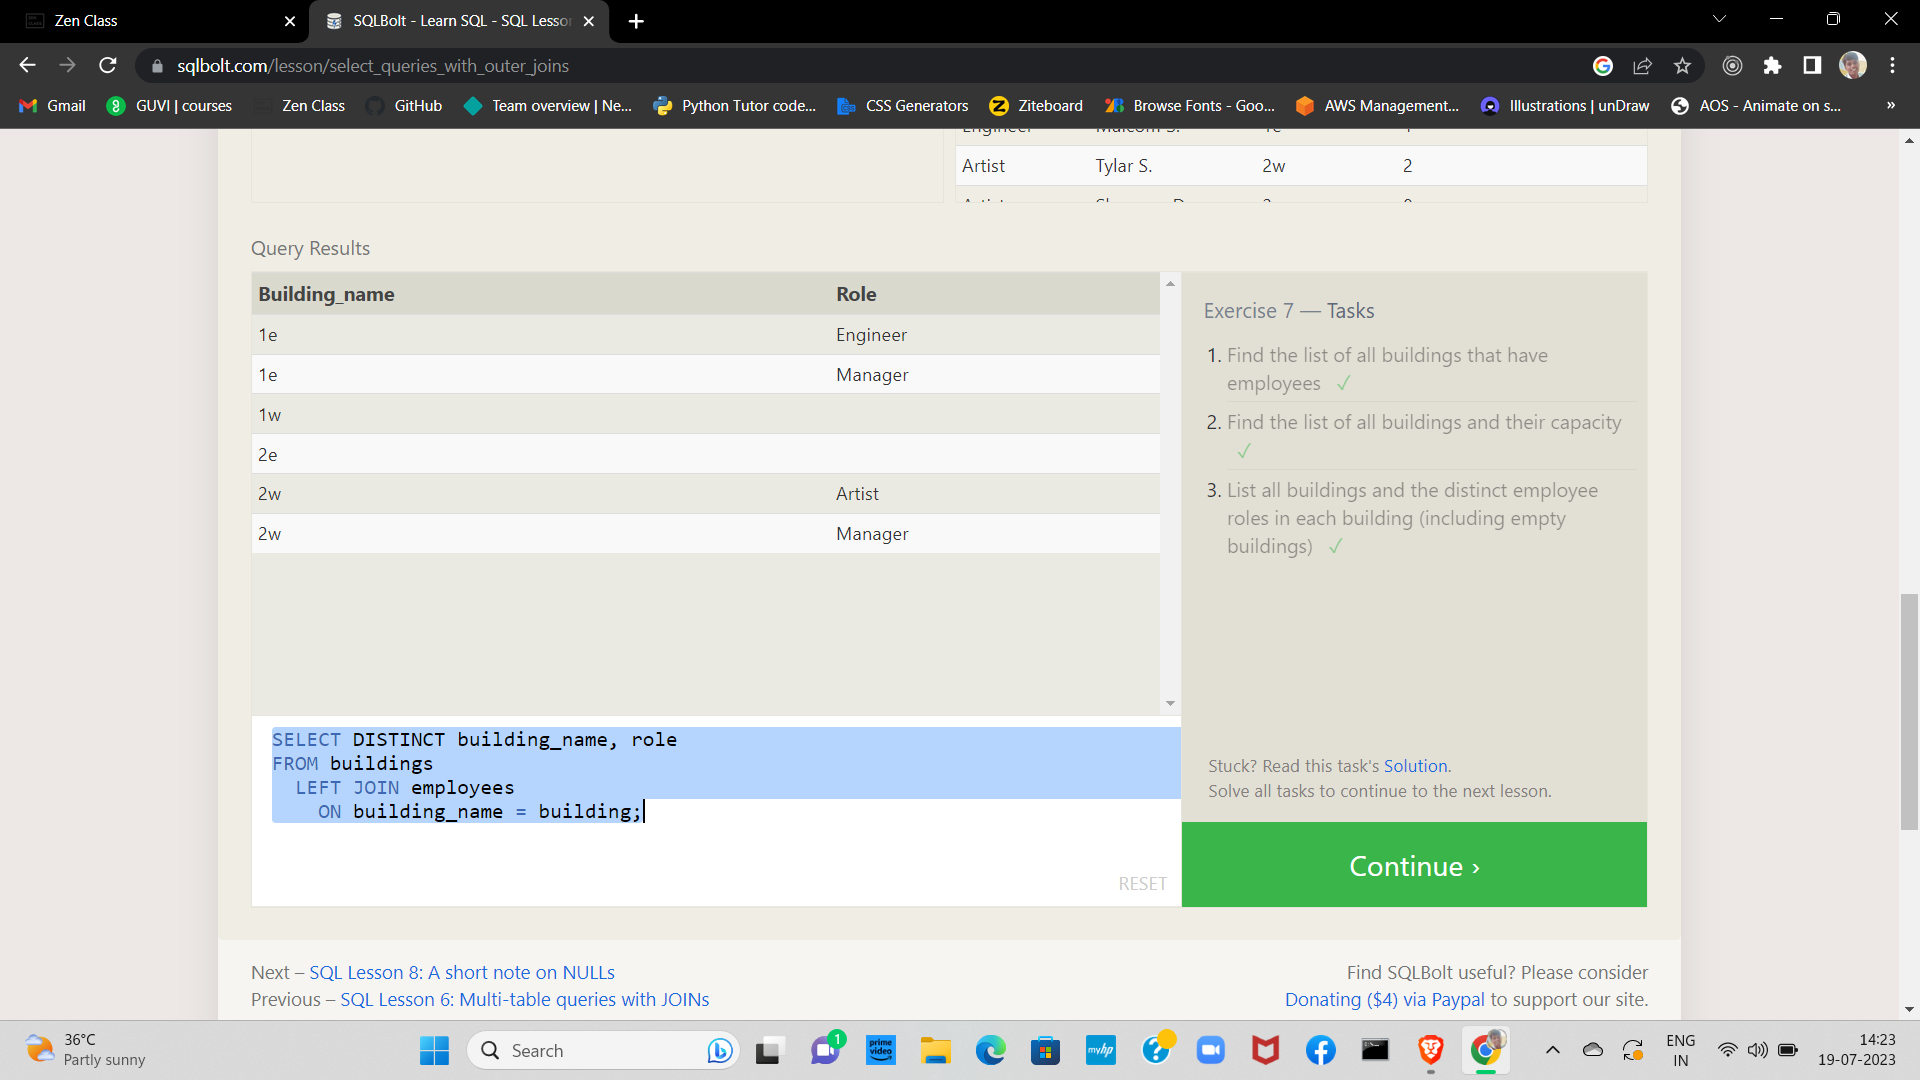 Zen Class
SQLBolt - Learn SQL - SQL Lesson
sqlbolt.com/lesson/select_queries_with_outer_joins
Gmail
GUVI | courses
Zen Class
GitHub
Team overview | Ne...
Python Tutor code...
CSS Generators
Ziteboard
Browse Fonts - Goo...
AWS Management...
Illustrations | unDraw
AOS - Animate on s...
»
Engineer Malcom S. 1e
Artist Tylar S. 2w 2
Query Results
Building_name Role
1e Engineer
1e Manager
1w
2e
2w Artist
2w Manager
SELECT DISTINCT building_name, role
FROM buildings
LEFT JOIN employees
ON building_name = building;
RESET
Exercise 7 — Tasks
1. Find the list of all buildings that have
employees ✓
2. Find the list of all buildings and their capacity
✓
3. List all buildings and the distinct employee
roles in each building (including empty
buildings) ✓
Stuck? Read this task's Solution.
Solve all tasks to continue to the next lesson.
Continue ›
Next – SQL Lesson 8: A short note on NULLs
Previous – SQL Lesson 6: Multi-table queries with JOINs
Find SQLBolt useful? Please consider
Donating ($4) via Paypal to support our site.
36°C
Partly sunny
Search
1
prime
video
myhp
ENG
IN
14:23
19-07-2023